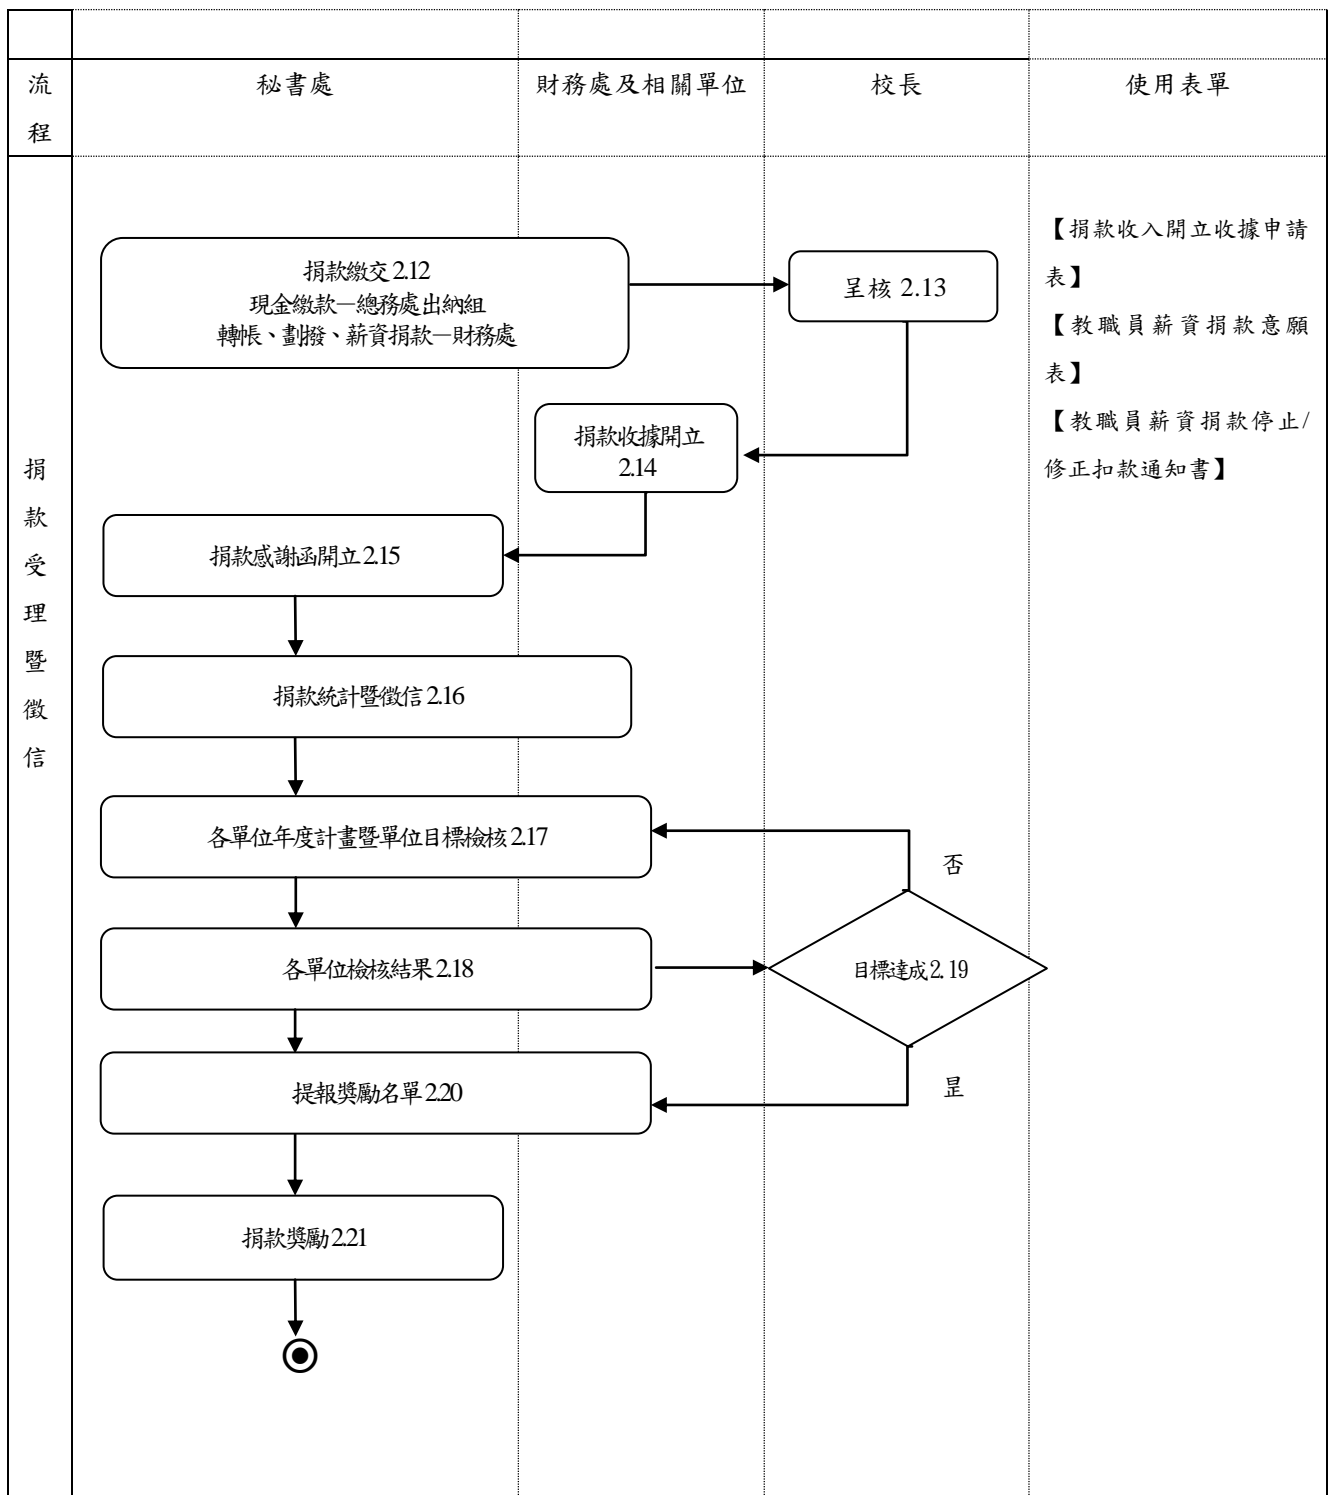 流
程
秘書處
財務處及相關單位
校長
使用表單
捐
款
受
理
暨
徵
信
捐款繳交2.12
現金繳款—總務處出納組
轉帳、劃撥、薪資捐款—財務處
呈核 2.13
【捐款收入開立收據申請
表】
【教職員薪資捐款意願
表】
【教職員薪資捐款停止/
修正扣款通知書】
捐款收據開立
2.14
捐款感謝函開立2.15
捐款統計暨徵信2.16
各單位年度計畫暨單位目標檢核2.17
否
各單位檢核結果2.18
目標達成2.19
提報獎勵名單2.20
是
捐款獎勵2.21